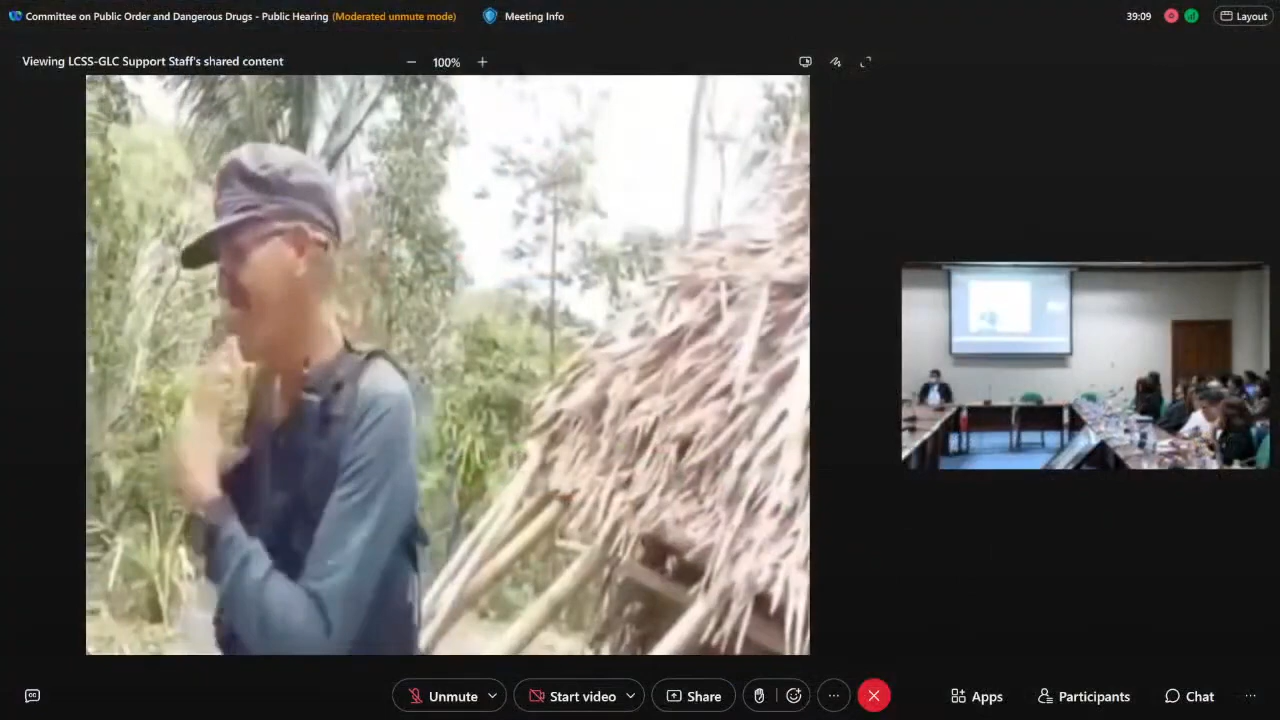 Committee on Public Order and Dangerous Drugs - Public Hearing (Moderated unmute mode)
Meeting Info
39:09
Layout
Viewing LCSS-GLC Support Staff's shared content
100%
Unmute
Start video
Share
Apps
Participants
Chat